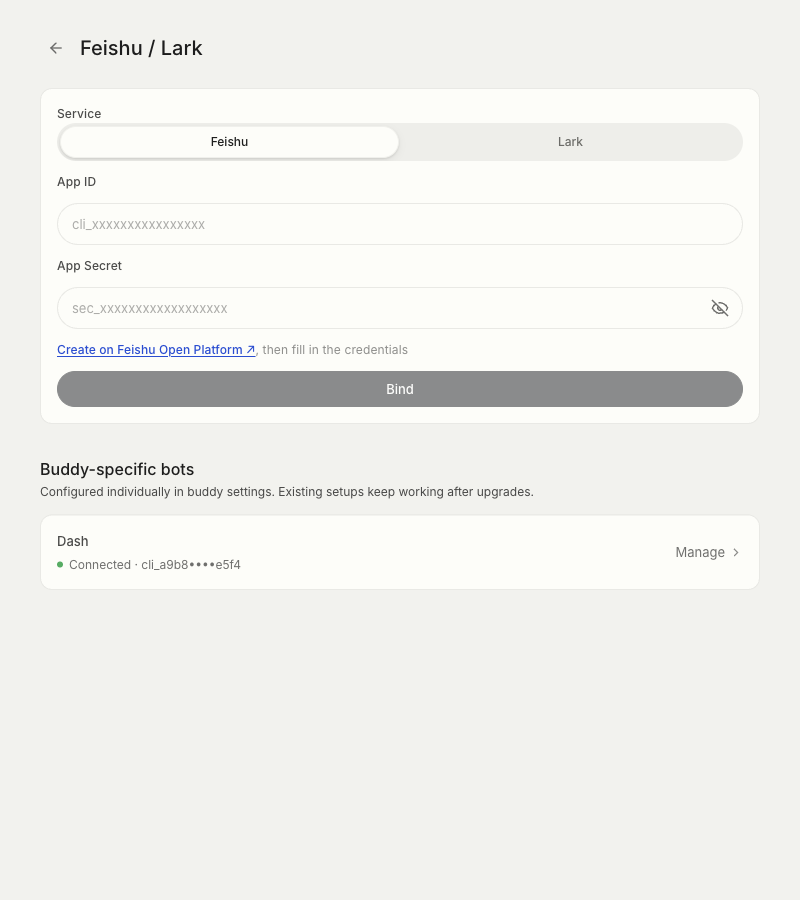 Feishu / Lark
Service
Feishu
Lark
App ID
cli_xxxxxxxxxxxxxxxx
App Secret
sec_xxxxxxxxxxxxxxxxxx
Create on Feishu Open Platform ↗, then fill in the credentials
Bind
Buddy-specific bots
Configured individually in buddy settings. Existing setups keep working after upgrades.
Dash
Connected · cli_a9b8••••e5f4
Manage